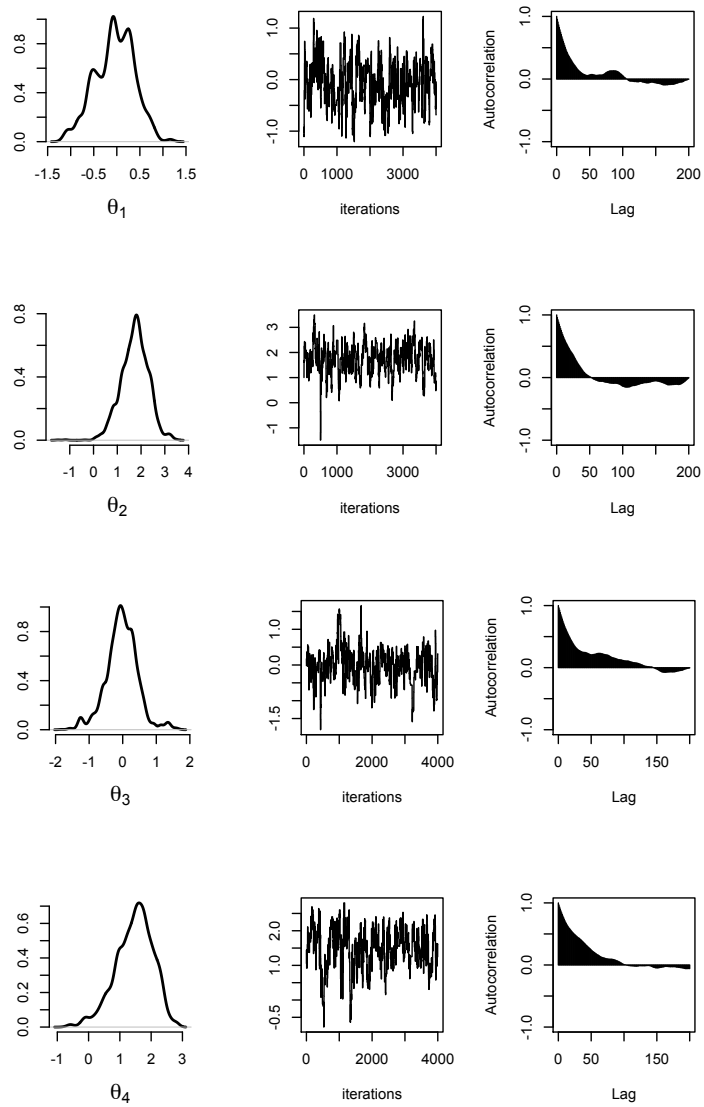 0.0 0.4 0.8
-1.5 -0.5 0.5 1.5
θ1
-1.0 0.0 1.0
0 1000 3000
iterations
Autocorrelation
-1.0 0.0 1.0
0 50 100 200
Lag
0.0 0.4 0.8
-1 0 1 2 3 4
θ2
-1 0 1 2 3
0 1000 3000
iterations
Autocorrelation
-1.0 0.0 1.0
0 50 100 200
Lag
0.0 0.4 0.8
-2 -1 0 1 2
θ3
-1.5 0.0 1.0
0 2000 4000
iterations
Autocorrelation
-1.0 0.0 1.0
0 50 150
Lag
0.0 0.2 0.4 0.6
-1 0 1 2 3
θ4
-0.5 1.0 2.0
0 2000 4000
iterations
Autocorrelation
-1.0 0.0 1.0
0 50 150
Lag